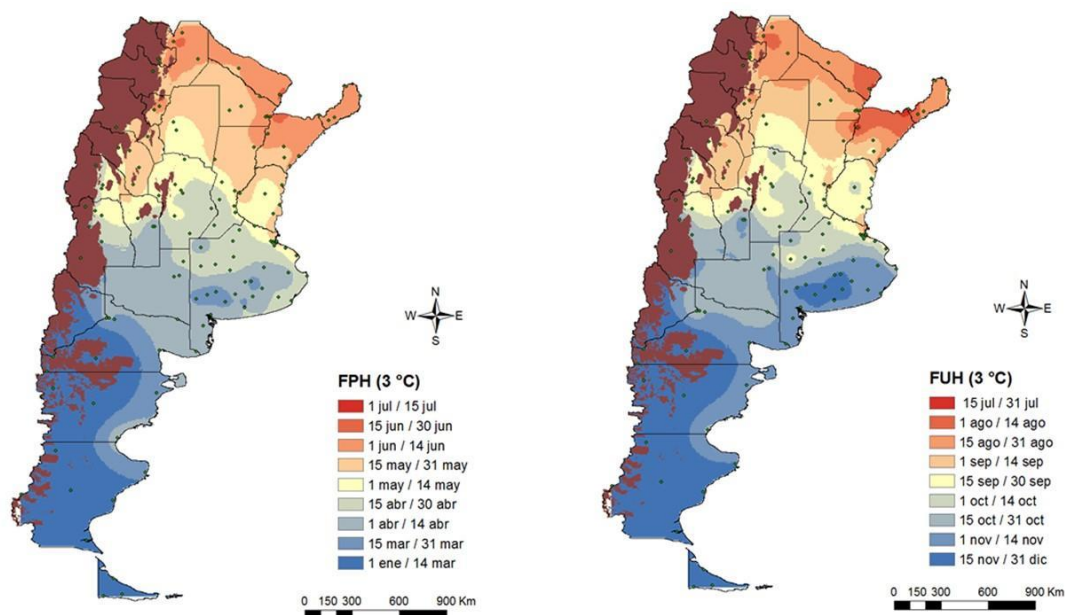 N
W E
S
FPH (3 °C)
1 jul / 15 jul
15 jun / 30 jun
1 jun / 14 jun
15 may / 31 may
1 may / 14 may
15 abr / 30 abr
1 abr / 14 abr
15 mar / 31 mar
1 ene / 14 mar
0 150 300 600 900 Km
N
W E
S
FUH (3 °C)
15 jul / 31 jul
1 ago / 14 ago
15 ago / 31 ago
1 sep / 14 sep
15 sep / 30 sep
1 oct / 14 oct
15 oct / 31 oct
1 nov / 14 nov
15 nov / 31 dic
0 150 300 600 900 Km